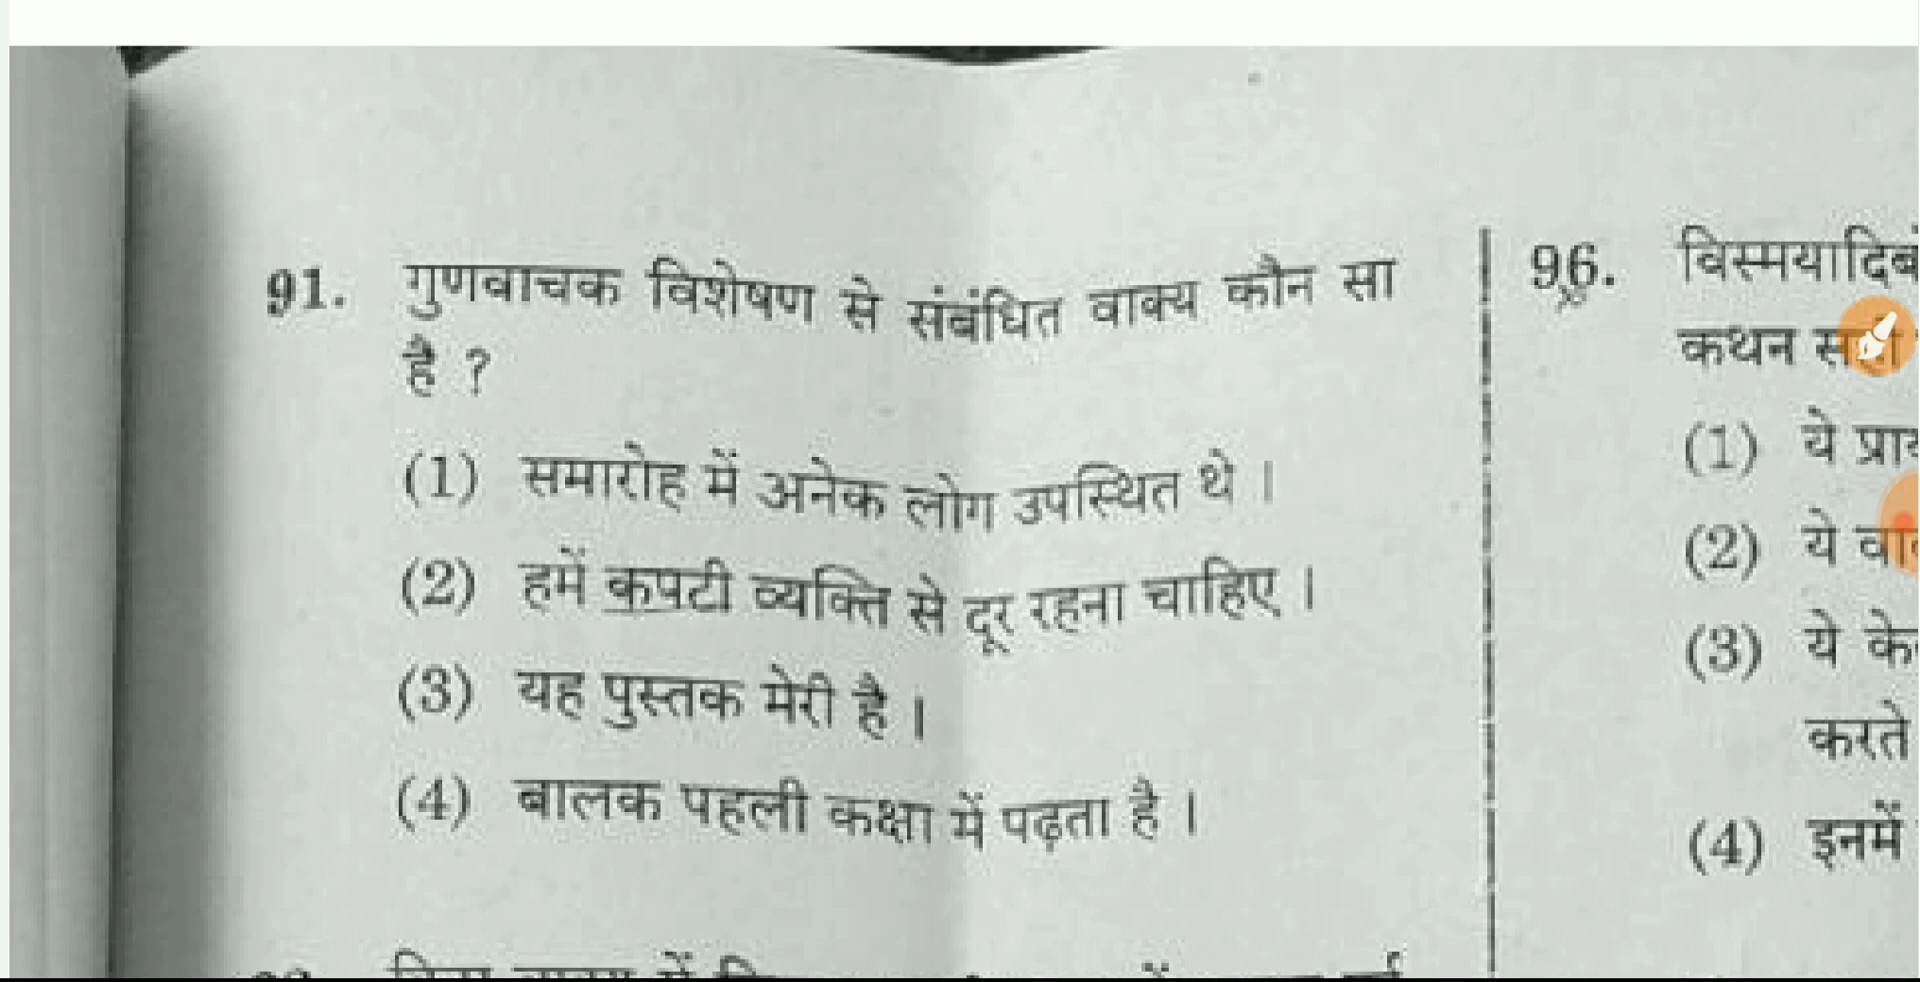 91. गुणवाचक विशेषण से संबंधित वाक्य कौन सा
है ?
(1) समारोह में अनेक लोग उपस्थित थे ।
(2) हमें कपटी व्यक्ति से दूर रहना चाहिए ।
(3) यह पुस्तक मेरी है ।
(4) बालक पहली कक्षा में पढ़ता है ।
96.
कथन
(1) ये
(2) ये
(3) ये
करते
(4) इनमें